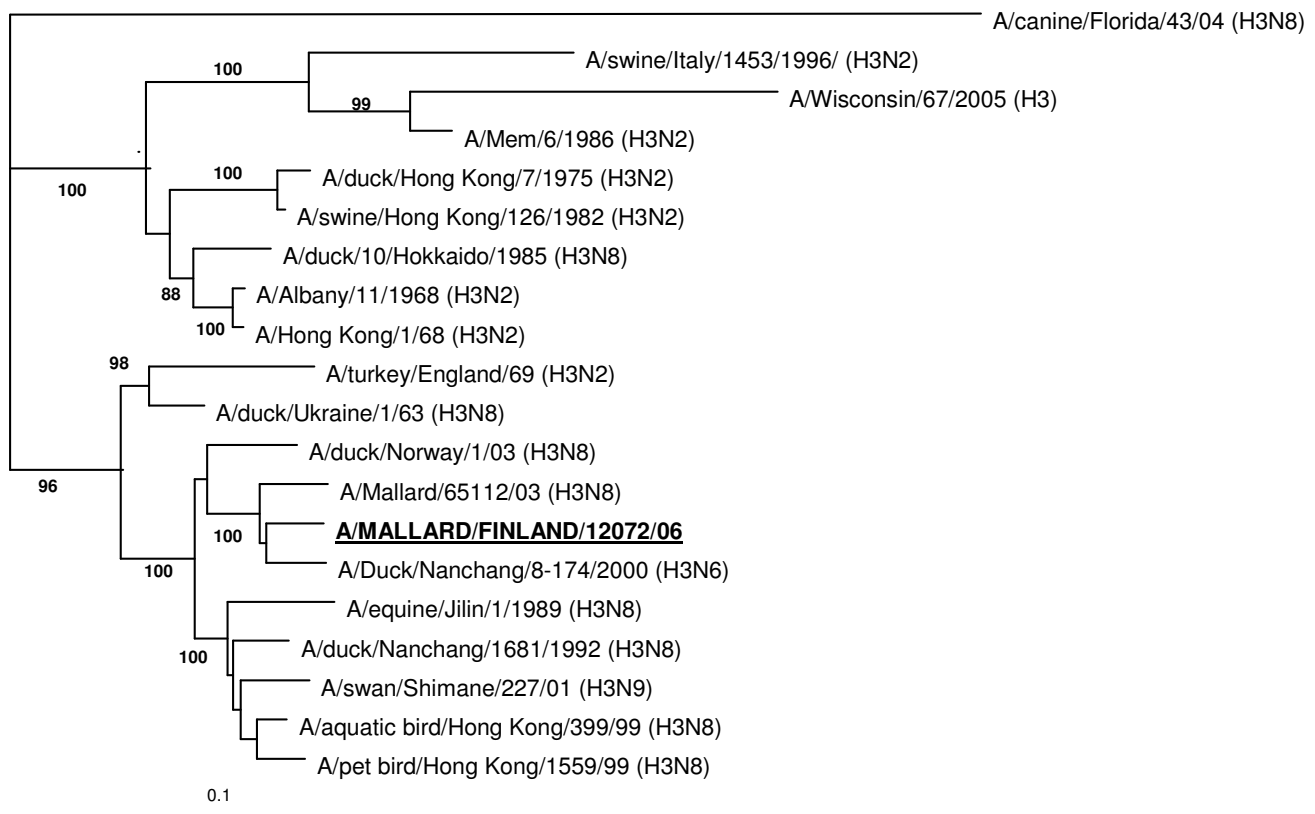 A/canine/Florida/43/04 (H3N8)
100
A/swine/Italy/1453/1996/ (H3N2)
99
A/Wisconsin/67/2005 (H3)
A/Mem/6/1986 (H3N2)
100
100
A/duck/Hong Kong/7/1975 (H3N2)
A/swine/Hong Kong/126/1982 (H3N2)
A/duck/10/Hokkaido/1985 (H3N8)
88
A/Albany/11/1968 (H3N2)
100
A/Hong Kong/1/68 (H3N2)
98
A/turkey/England/69 (H3N2)
A/duck/Ukraine/1/63 (H3N8)
A/duck/Norway/1/03 (H3N8)
96
A/Mallard/65112/03 (H3N8)
100
A/MALLARD/FINLAND/12072/06
100
A/Duck/Nanchang/8-174/2000 (H3N6)
A/equine/Jilin/1/1989 (H3N8)
100
A/duck/Nanchang/1681/1992 (H3N8)
A/swan/Shimane/227/01 (H3N9)
A/aquatic bird/Hong Kong/399/99 (H3N8)
A/pet bird/Hong Kong/1559/99 (H3N8)
0.1